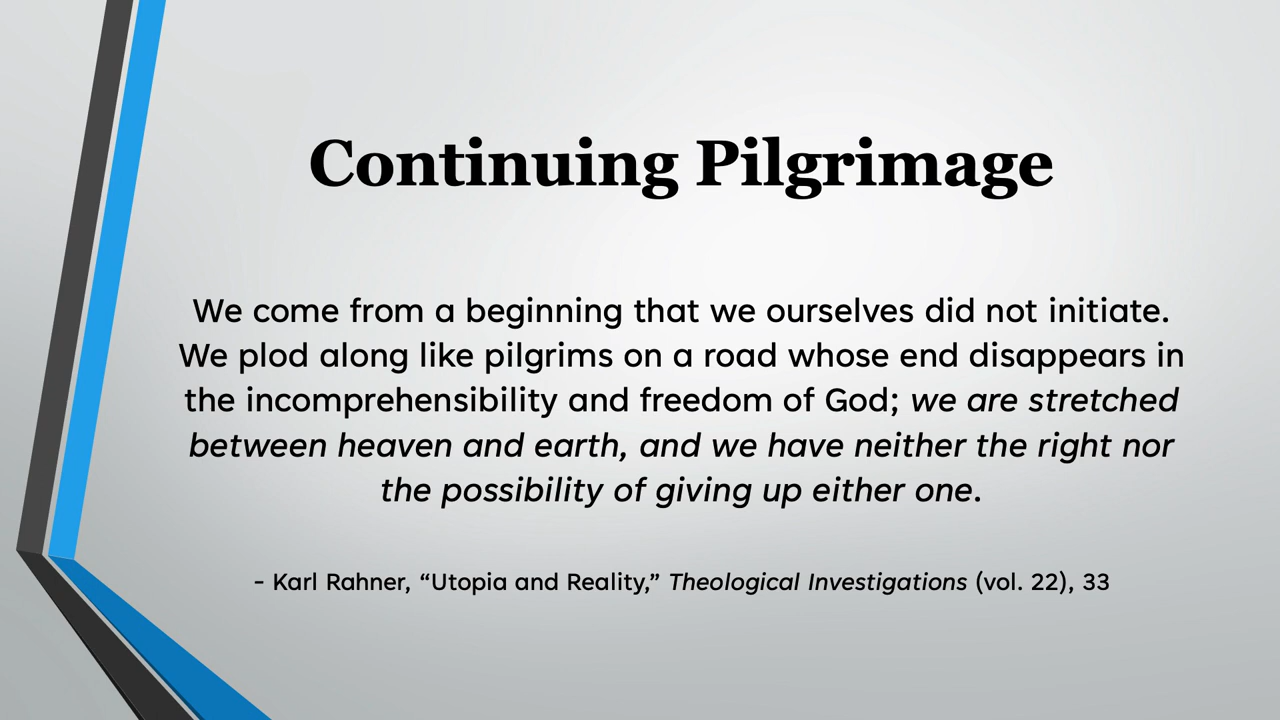 Continuing Pilgrimage
We come from a beginning that we ourselves did not initiate.
We plod along like pilgrims on a road whose end disappears in
the incomprehensibility and freedom of God; we are stretched
between heaven and earth, and we have neither the right nor
the possibility of giving up either one.
– Karl Rahner, “Utopia and Reality,” Theological Investigations (vol. 22), 33